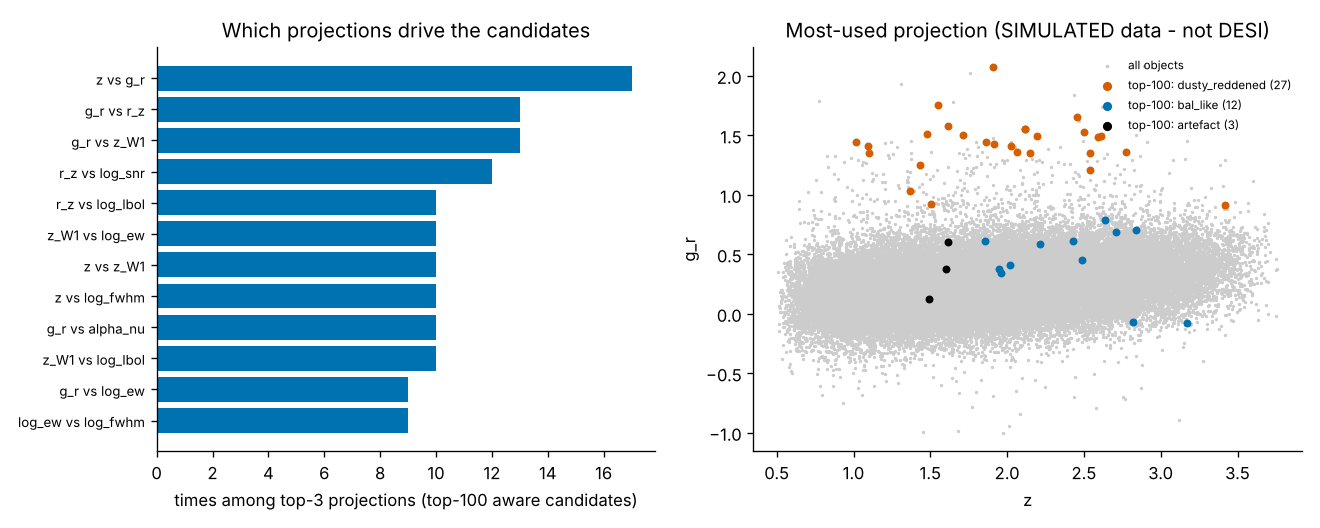 Which projections drive the candidates
z vs g_r
g_r vs r_z
g_r vs z_W1
r_z vs log_snr
r_z vs log_lbol
z_W1 vs log_ew
z vs z_W1
z vs log_fwhm
g_r vs alpha_nu
z_W1 vs log_lbol
g_r vs log_ew
log_ew vs log_fwhm
0 2 4 6 8 10 12 14 16
times among top-3 projections (top-100 aware candidates)
Most-used projection (SIMULATED data - not DESI)
all objects
top-100: dusty_reddened (27)
top-100: bal_like (12)
top-100: artefact (3)
g_r
2.0
1.5
1.0
0.5
0.0
−0.5
−1.0
0.5 1.0 1.5 2.0 2.5 3.0 3.5
z